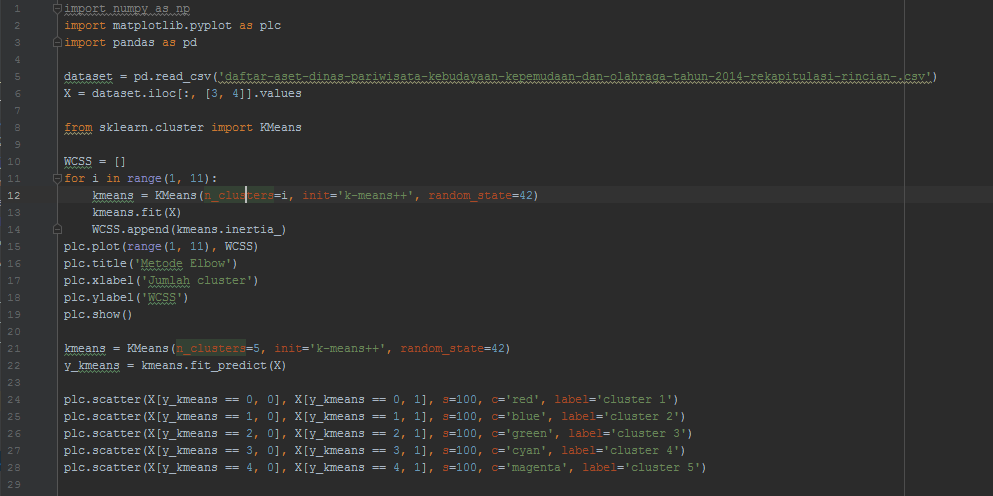 1 import numpy as np
2 import matplotlib.pyplot as plc
3 import pandas as pd
4
5 dataset = pd.read_csv('daftar-aset-dinas-pariwisata-kebudayaan-kepemudaan-dan-olahraga-tahun-2014-rekapitulasi-rincian-.csv')
6 X = dataset.iloc[:, [3, 4]].values
7
8 from sklearn.cluster import KMeans
9
10 WCSS = []
11 for i in range(1, 11):
12     kmeans = KMeans(n_clusters=i, init='k-means++', random_state=42)
13     kmeans.fit(X)
14     WCSS.append(kmeans.inertia_)
15 plc.plot(range(1, 11), WCSS)
16 plc.title('Metode Elbow')
17 plc.xlabel('Jumlah cluster')
18 plc.ylabel('WCSS')
19 plc.show()
20
21 kmeans = KMeans(n_clusters=5, init='k-means++', random_state=42)
22 y_kmeans = kmeans.fit_predict(X)
23
24 plc.scatter(X[y_kmeans == 0, 0], X[y_kmeans == 0, 1], s=100, c='red', label='cluster 1')
25 plc.scatter(X[y_kmeans == 1, 0], X[y_kmeans == 1, 1], s=100, c='blue', label='cluster 2')
26 plc.scatter(X[y_kmeans == 2, 0], X[y_kmeans == 2, 1], s=100, c='green', label='cluster 3')
27 plc.scatter(X[y_kmeans == 3, 0], X[y_kmeans == 3, 1], s=100, c='cyan', label='cluster 4')
28 plc.scatter(X[y_kmeans == 4, 0], X[y_kmeans == 4, 1], s=100, c='magenta', label='cluster 5')
29